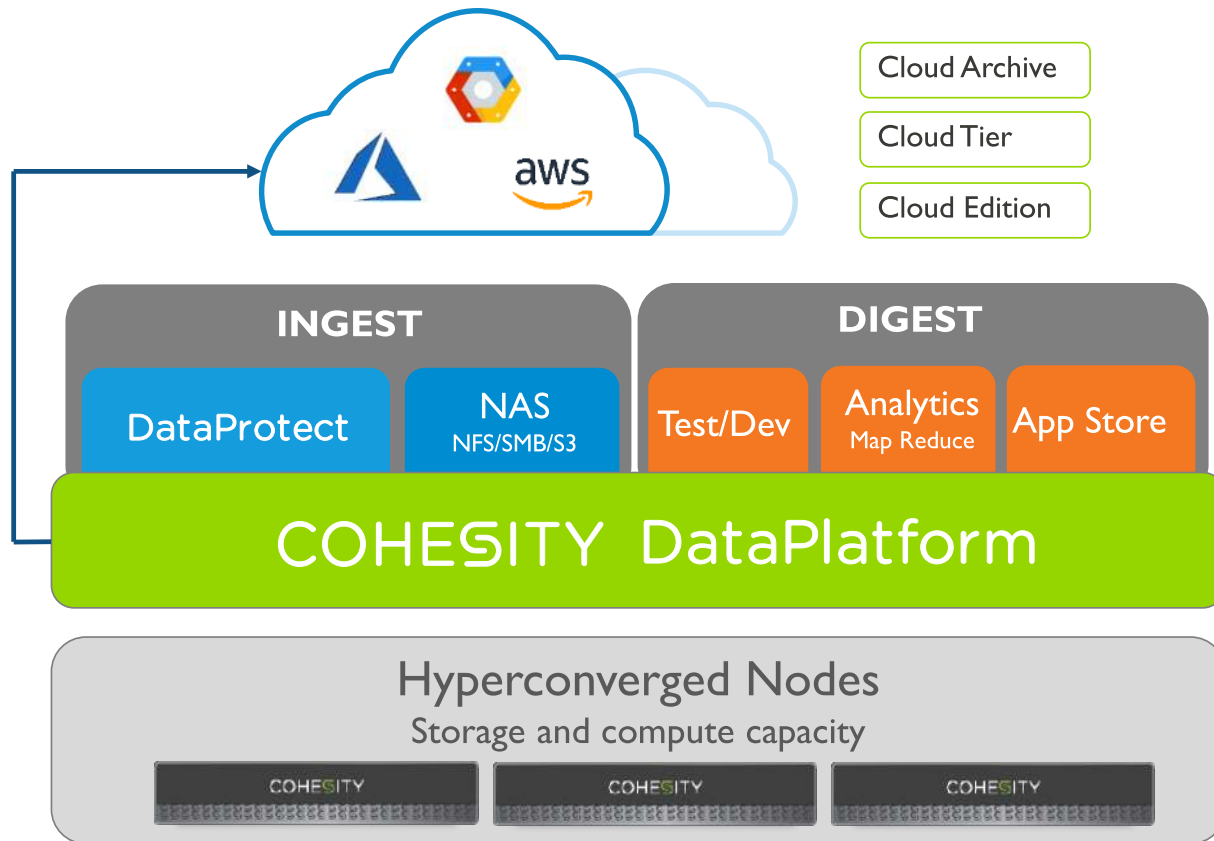 aws
Cloud Archive
Cloud Tier
Cloud Edition
INGEST
DIGEST
DataProtect
NAS
NFS/SMB/S3
Test/Dev
Analytics
Map Reduce
App Store
COHESITY DataPlatform
Hyperconverged Nodes
Storage and compute capacity
COHESITY
COHESITY
COHESITY